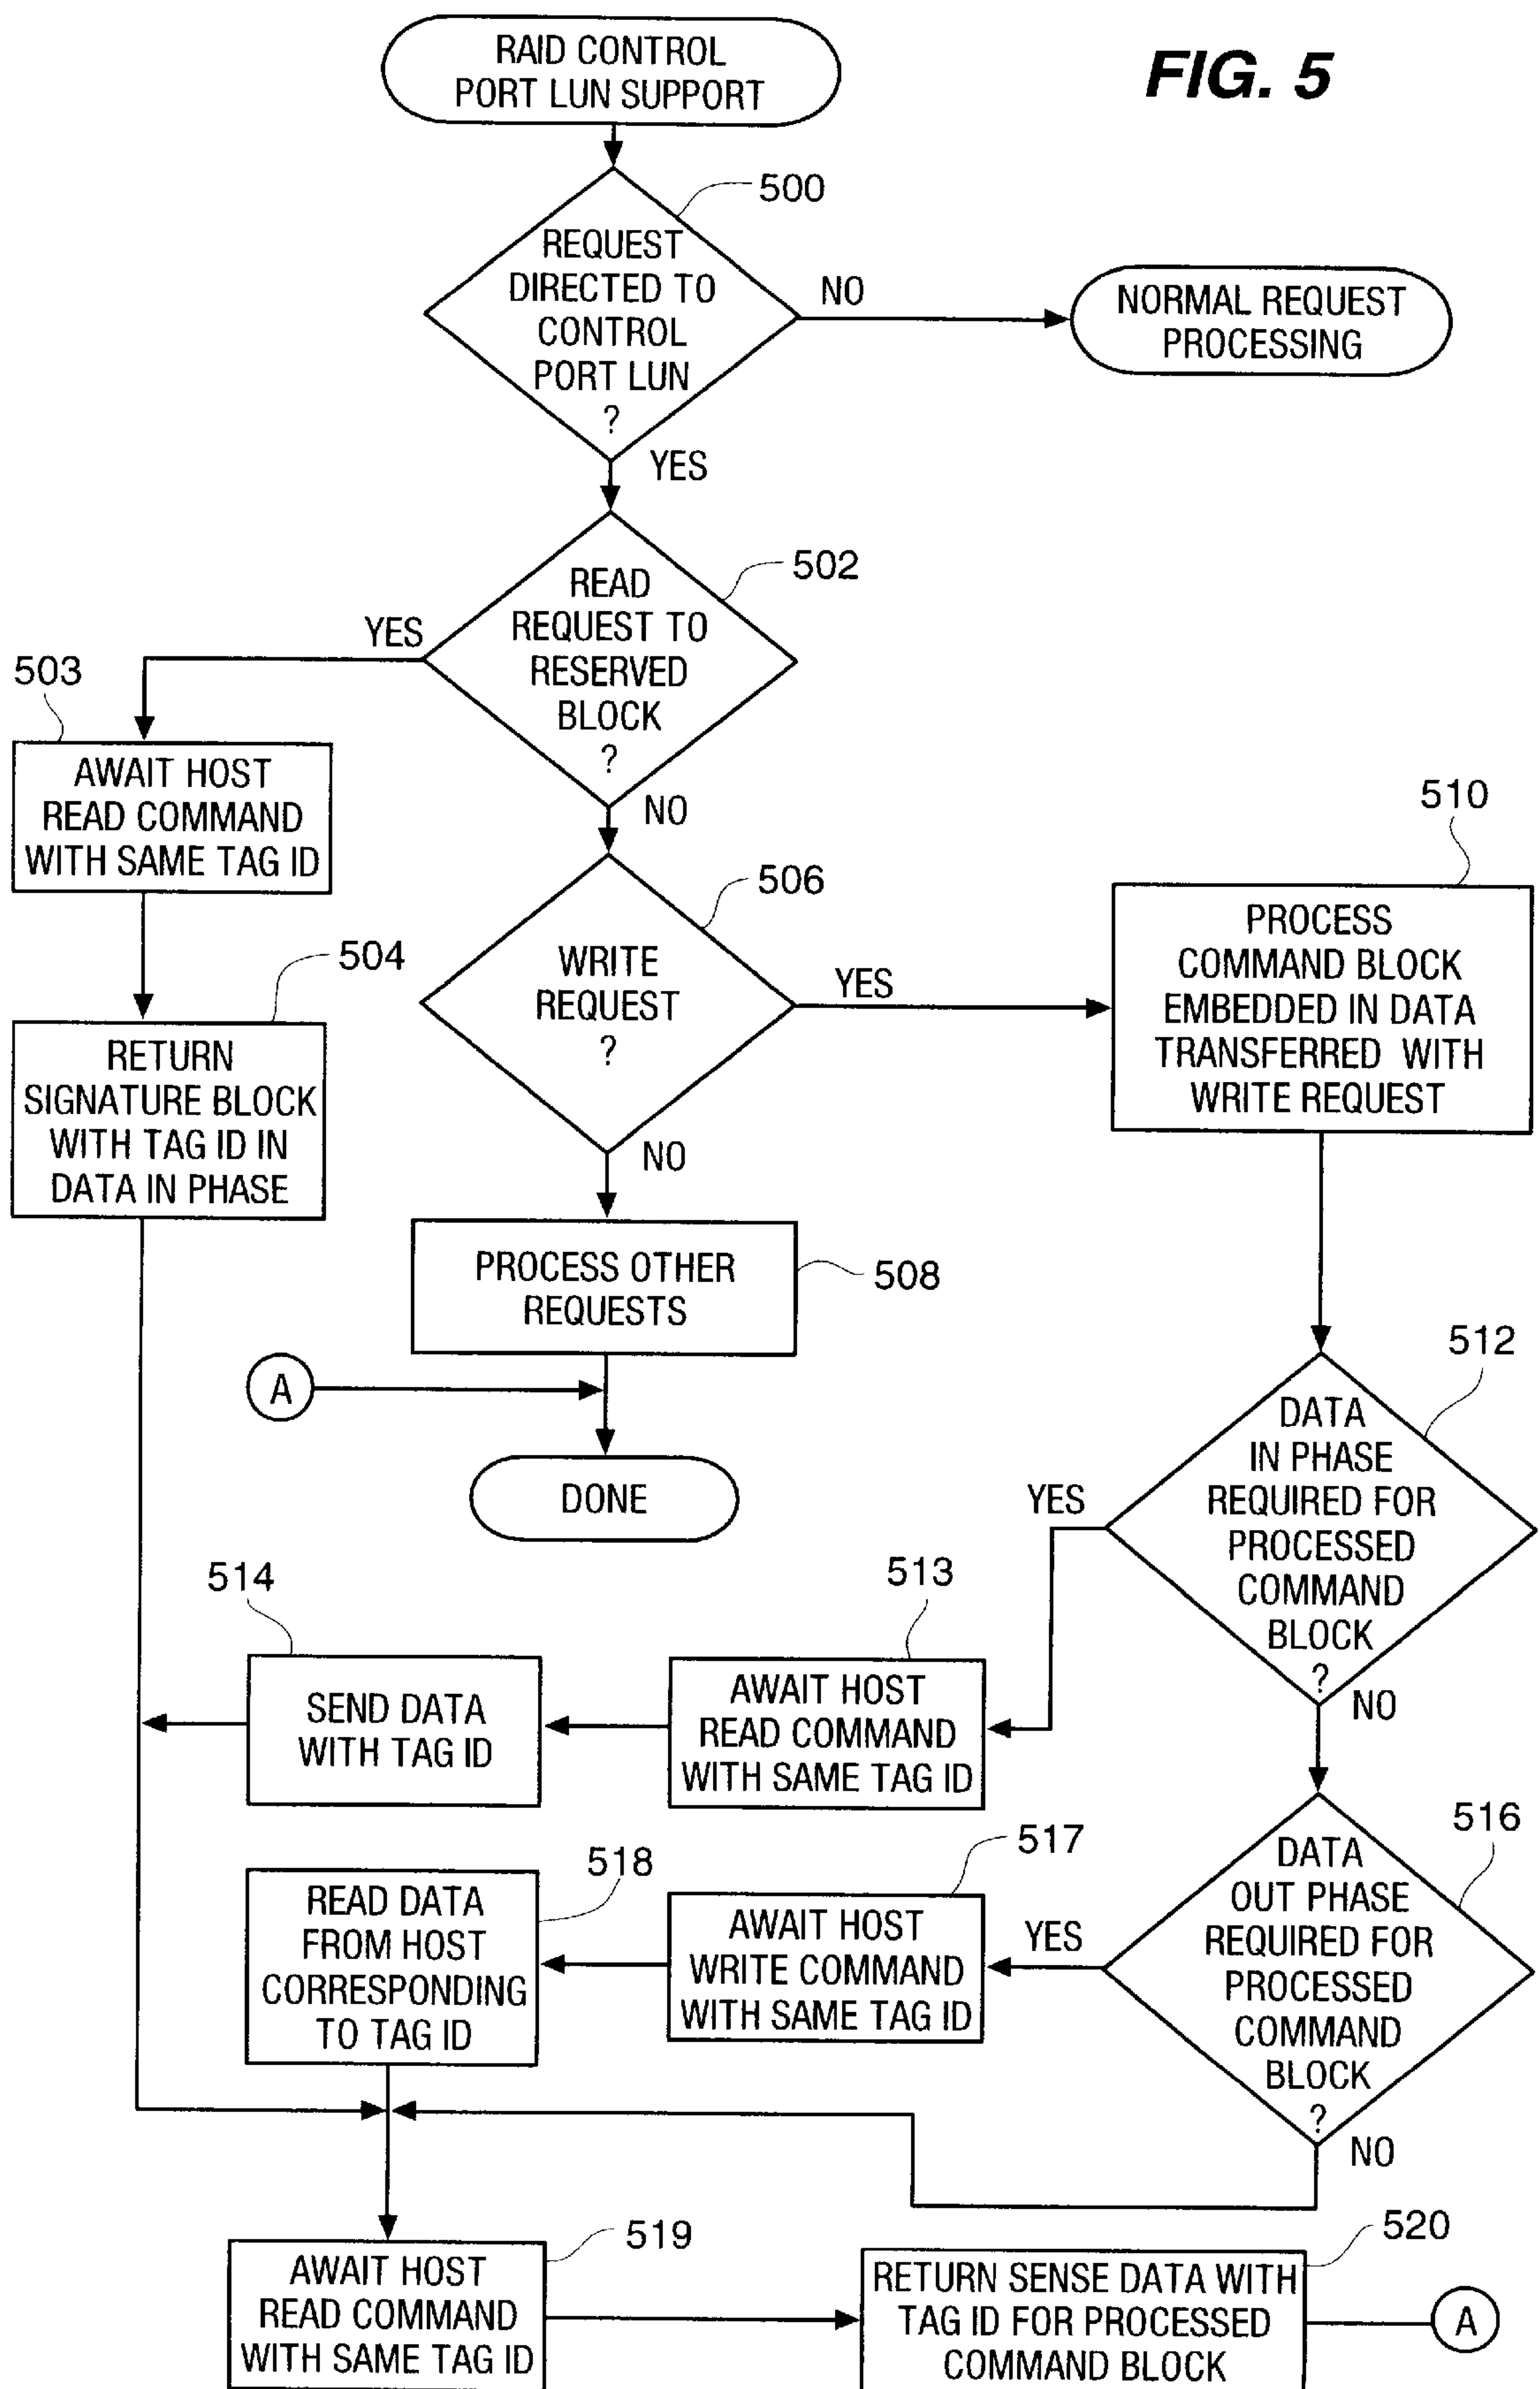 RAID CONTROL
PORT LUN SUPPORT
FIG. 5
500
REQUEST
DIRECTED TO
CONTROL
PORT LUN
?
NO
NORMAL REQUEST
PROCESSING
YES
502
READ
REQUEST TO
RESERVED
BLOCK
?
YES
503
AWAIT HOST
READ COMMAND
WITH SAME TAG ID
NO
504
RETURN
SIGNATURE BLOCK
WITH TAG ID IN
DATA IN PHASE
506
WRITE
REQUEST
?
YES
510
PROCESS
COMMAND BLOCK
EMBEDDED IN DATA
TRANSFERRED WITH
WRITE REQUEST
NO
PROCESS OTHER
REQUESTS
508
A
DONE
512
DATA
IN PHASE
REQUIRED FOR
PROCESSED
COMMAND
BLOCK
?
YES
513
AWAIT HOST
READ COMMAND
WITH SAME TAG ID
514
SEND DATA
WITH TAG ID
NO
516
DATA
OUT PHASE
REQUIRED FOR
PROCESSED
COMMAND
BLOCK
?
YES
517
AWAIT HOST
WRITE COMMAND
WITH SAME TAG ID
518
READ DATA
FROM HOST
CORRESPONDING
TO TAG ID
NO
519
AWAIT HOST
READ COMMAND
WITH SAME TAG ID
520
RETURN SENSE DATA WITH
TAG ID FOR PROCESSED
COMMAND BLOCK
A